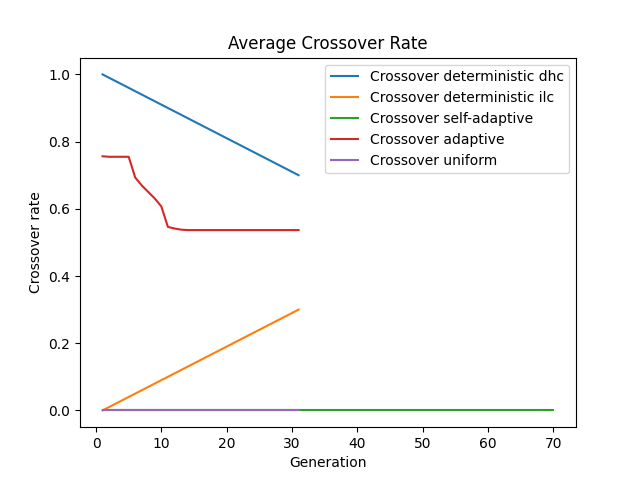 Average Crossover Rate
Crossover deterministic dhc
Crossover deterministic ilc
Crossover self-adaptive
Crossover adaptive
Crossover uniform
Crossover rate
1.0
0.8
0.6
0.4
0.2
0.0
0 10 20 30 40 50 60 70
Generation